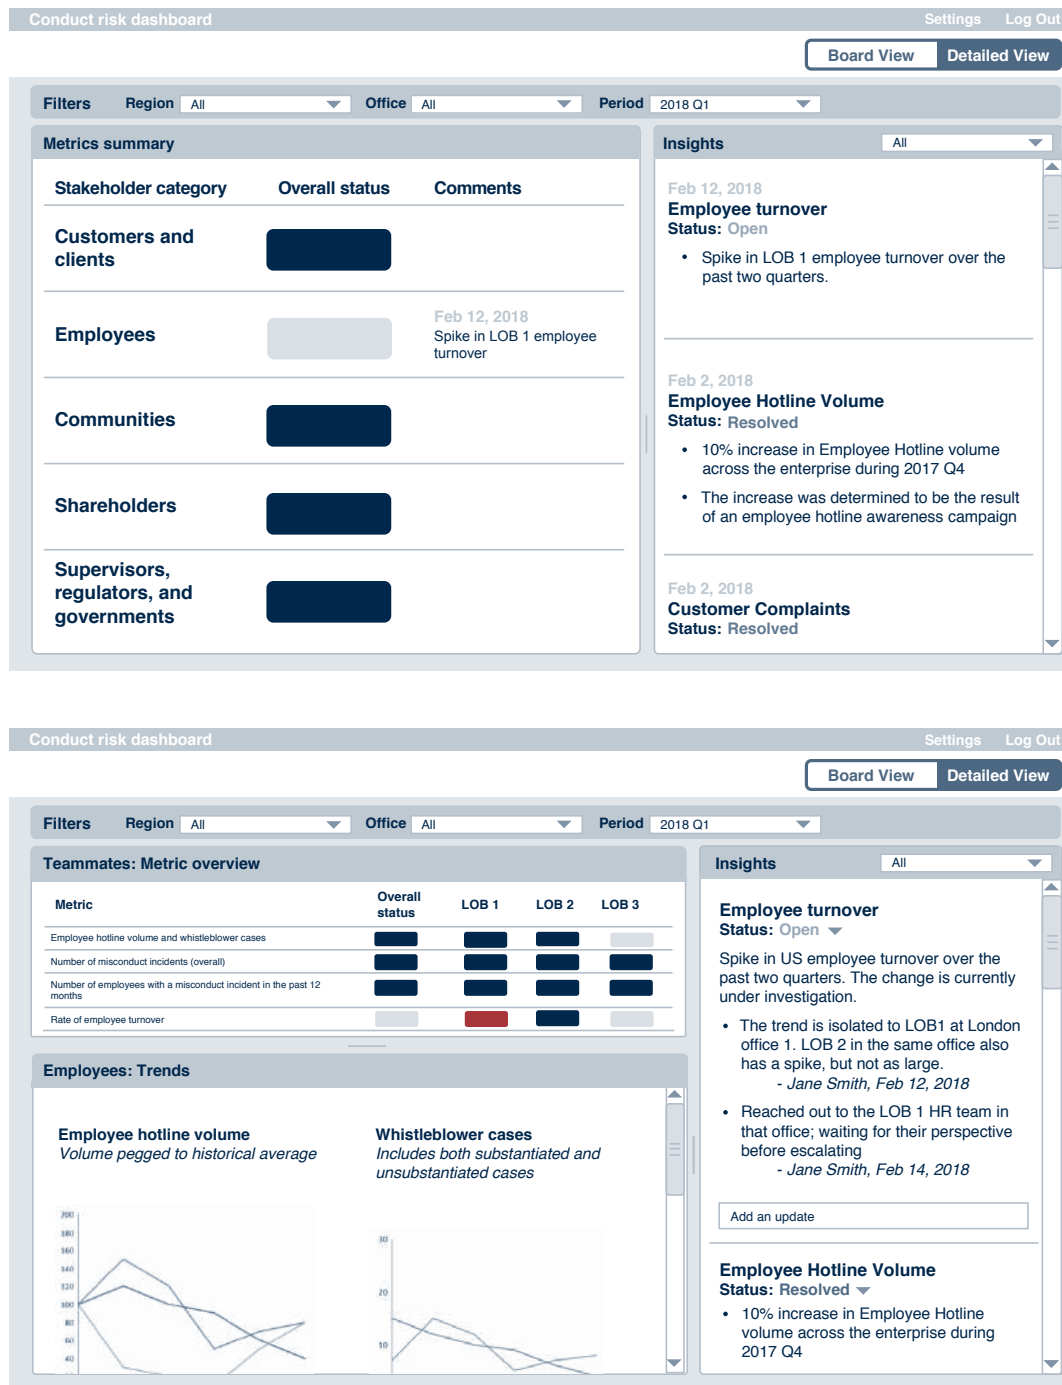 Conduct risk dashboard
Settings Log Out
Board View Detailed View
Filters Region All Office All Period 2018 Q1
Metrics summary
Stakeholder category Overall status Comments
Customers and
clients
Employees
Feb 12, 2018
Spike in LOB 1 employee
turnover
Communities
Shareholders
Supervisors,
regulators, and
governments
Insights All
Feb 12, 2018
Employee turnover
Status: Open
• Spike in LOB 1 employee turnover over the
past two quarters.
Feb 2, 2018
Employee Hotline Volume
Status: Resolved
• 10% increase in Employee Hotline volume
across the enterprise during 2017 Q4
• The increase was determined to be the result
of an employee hotline awareness campaign
Feb 2, 2018
Customer Complaints
Status: Resolved
Conduct risk dashboard
Settings Log Out
Board View Detailed View
Filters Region All Office All Period 2018 Q1
Teammates: Metric overview
Metric Overall status LOB 1 LOB 2 LOB 3
Employee hotline volume and whistleblower cases
Number of misconduct incidents (overall)
Number of employees with a misconduct incident in the past 12
months
Rate of employee turnover
Employees: Trends
Employee hotline volume
Volume pegged to historical average
200
180
160
140
120
100
80
60
40
Whistleblower cases
Includes both substantiated and
unsubstantiated cases
30
20
10
Insights All
Employee turnover
Status: Open
Spike in US employee turnover over the
past two quarters. The change is currently
under investigation.
• The trend is isolated to LOB1 at London
office 1. LOB 2 in the same office also
has a spike, but not as large.
- Jane Smith, Feb 12, 2018
• Reached out to the LOB 1 HR team in
that office; waiting for their perspective
before escalating
- Jane Smith, Feb 14, 2018
Add an update
Employee Hotline Volume
Status: Resolved
• 10% increase in Employee Hotline
volume across the enterprise during
2017 Q4